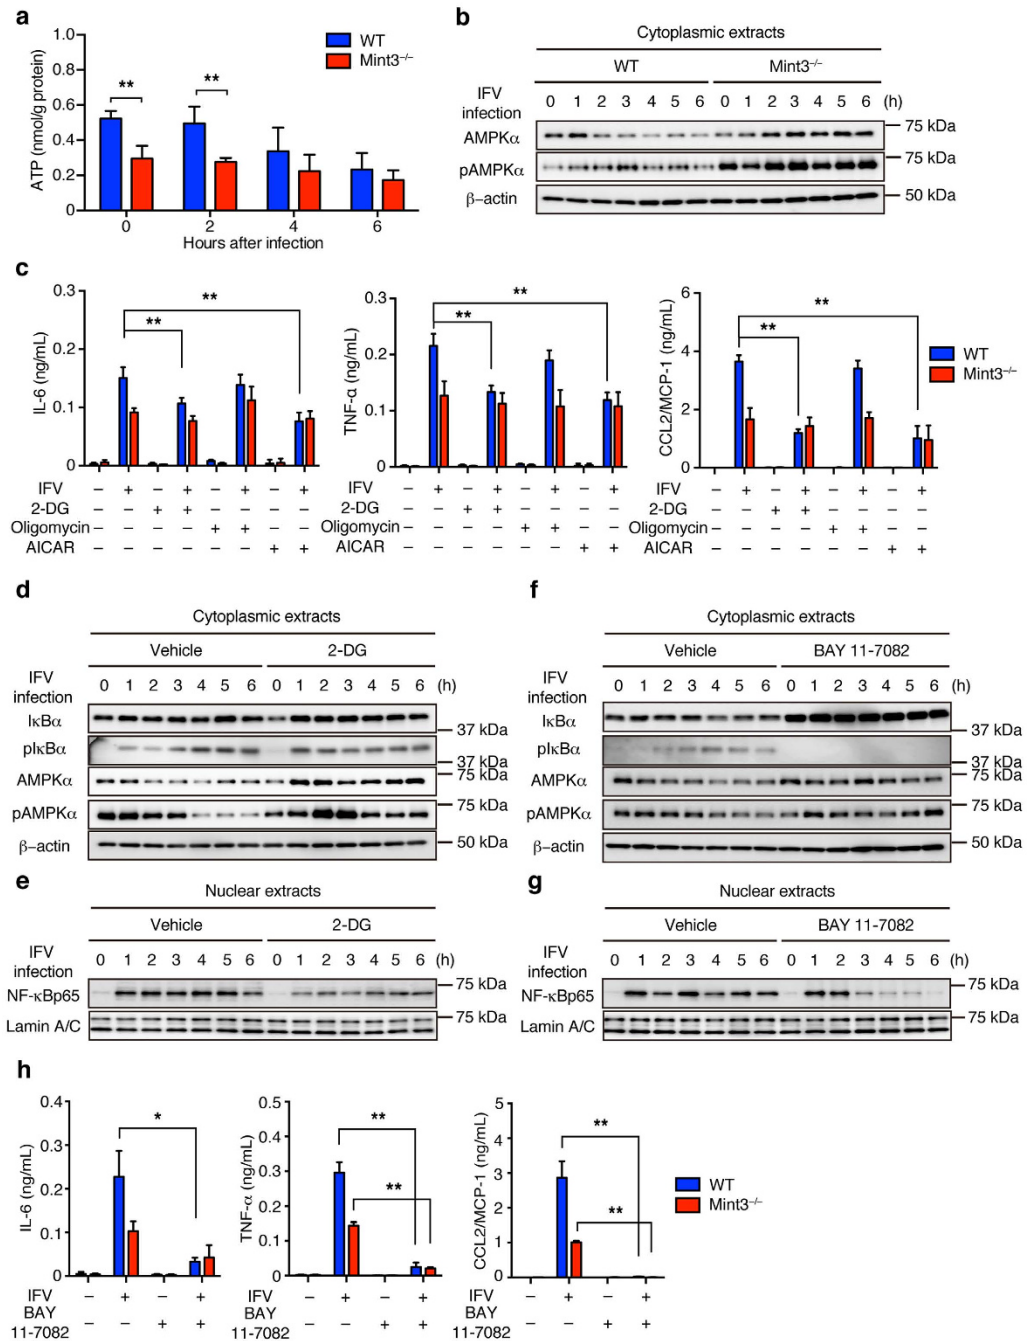 a
ATP (nmol/g protein)
1.0
0.8
0.6
0.4
0.2
0
** **
WT
Mint3−/−
0 2 4 6
Hours after infection
b
Cytoplasmic extracts
WT Mint3−/−
IFV
infection
0 1 2 3 4 5 6 0 1 2 3 4 5 6 (h)
AMPKα
75 kDa
pAMPKα
75 kDa
β−actin
50 kDa
c
IL-6 (ng/mL)
0.3
0.2
0.1
0
**
**
IFV − + − + − + − +
2-DG − − + + − − − −
Oligomycin − − − − + + − −
AICAR − − − − − − + +
TNF-α (ng/mL)
0.3
0.2
0.1
0
**
**
IFV − + − + − + − +
2-DG − − + + − − − −
Oligomycin − − − − + + − −
AICAR − − − − − − + +
CCL2/MCP-1 (ng/mL)
6
4
2
0
**
**
WT
Mint3−/−
IFV − + − + − + − +
2-DG − − + + − − − −
Oligomycin − − − − + + − −
AICAR − − − − − − + +
d
Cytoplasmic extracts
Vehicle 2-DG
IFV
infection
0 1 2 3 4 5 6 0 1 2 3 4 5 6 (h)
IκBα
37 kDa
pIκBα
37 kDa
AMPKα
75 kDa
pAMPKα
75 kDa
β−actin
50 kDa
f
Cytoplasmic extracts
Vehicle BAY 11-7082
IFV
infection
0 1 2 3 4 5 6 0 1 2 3 4 5 6 (h)
IκBα
37 kDa
pIκBα
37 kDa
AMPKα
75 kDa
pAMPKα
75 kDa
β−actin
50 kDa
e
Nuclear extracts
Vehicle 2-DG
IFV
infection
0 1 2 3 4 5 6 0 1 2 3 4 5 6 (h)
NF-κBp65
75 kDa
Lamin A/C
75 kDa
g
Nuclear extracts
Vehicle BAY 11-7082
IFV
infection
0 1 2 3 4 5 6 0 1 2 3 4 5 6 (h)
NF-κBp65
75 kDa
Lamin A/C
75 kDa
h
IL-6 (ng/mL)
0.4
0.3
0.2
0.1
0
*
IFV − + − +
BAY
11-7082 − − + +
TNF-α (ng/mL)
0.5
0.4
0.3
0.2
0.1
0
**
**
IFV − + − +
BAY
11-7082 − − + +
CCL2/MCP-1 (ng/mL)
5
4
3
2
1
0
**
**
WT
Mint3−/−
IFV − + − +
BAY
11-7082 − − + +